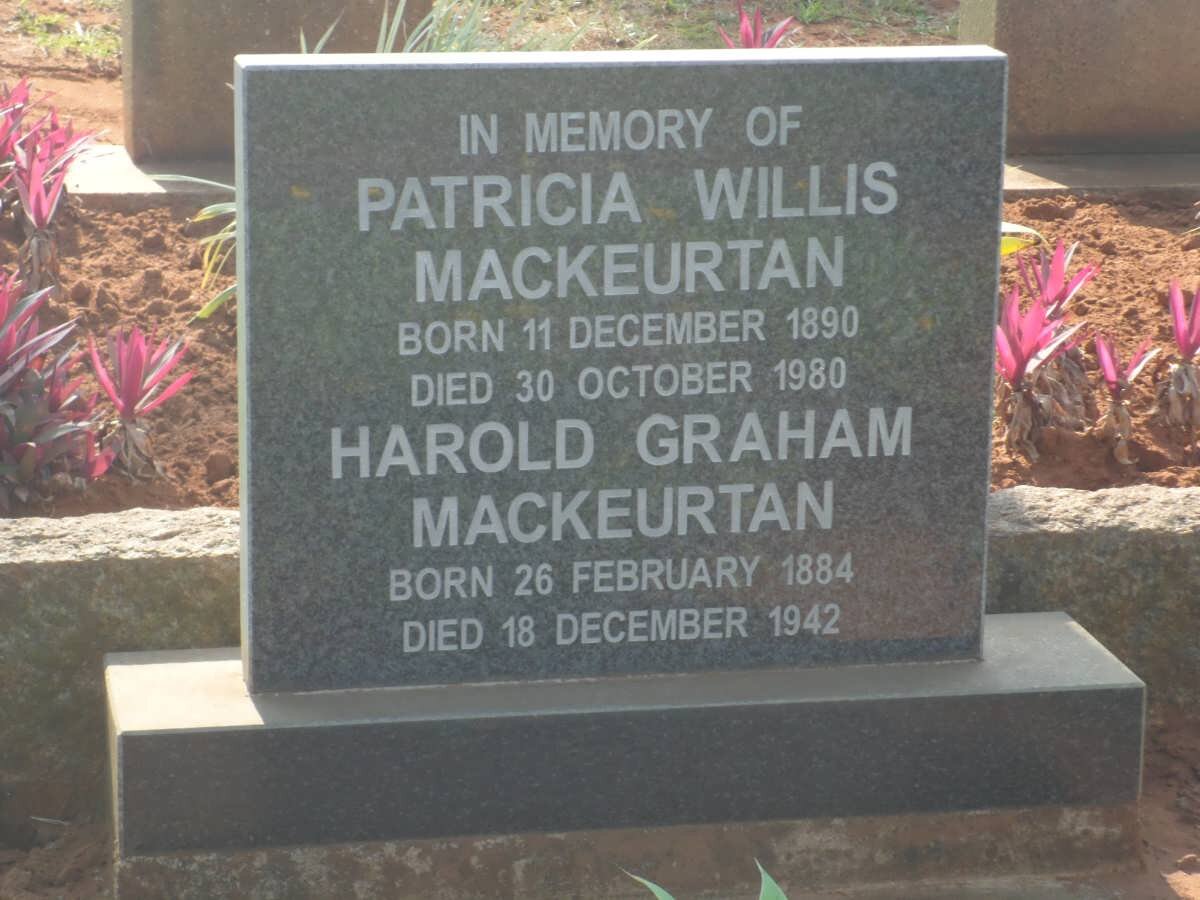 IN MEMORY OF
PATRICIA WILLIS
MACKEURTAN
BORN 11 DECEMBER 1890
DIED 30 OCTOBER 1980
HAROLD GRAHAM
MACKEURTAN
BORN 26 FEBRUARY 1884
DIED 18 DECEMBER 1942